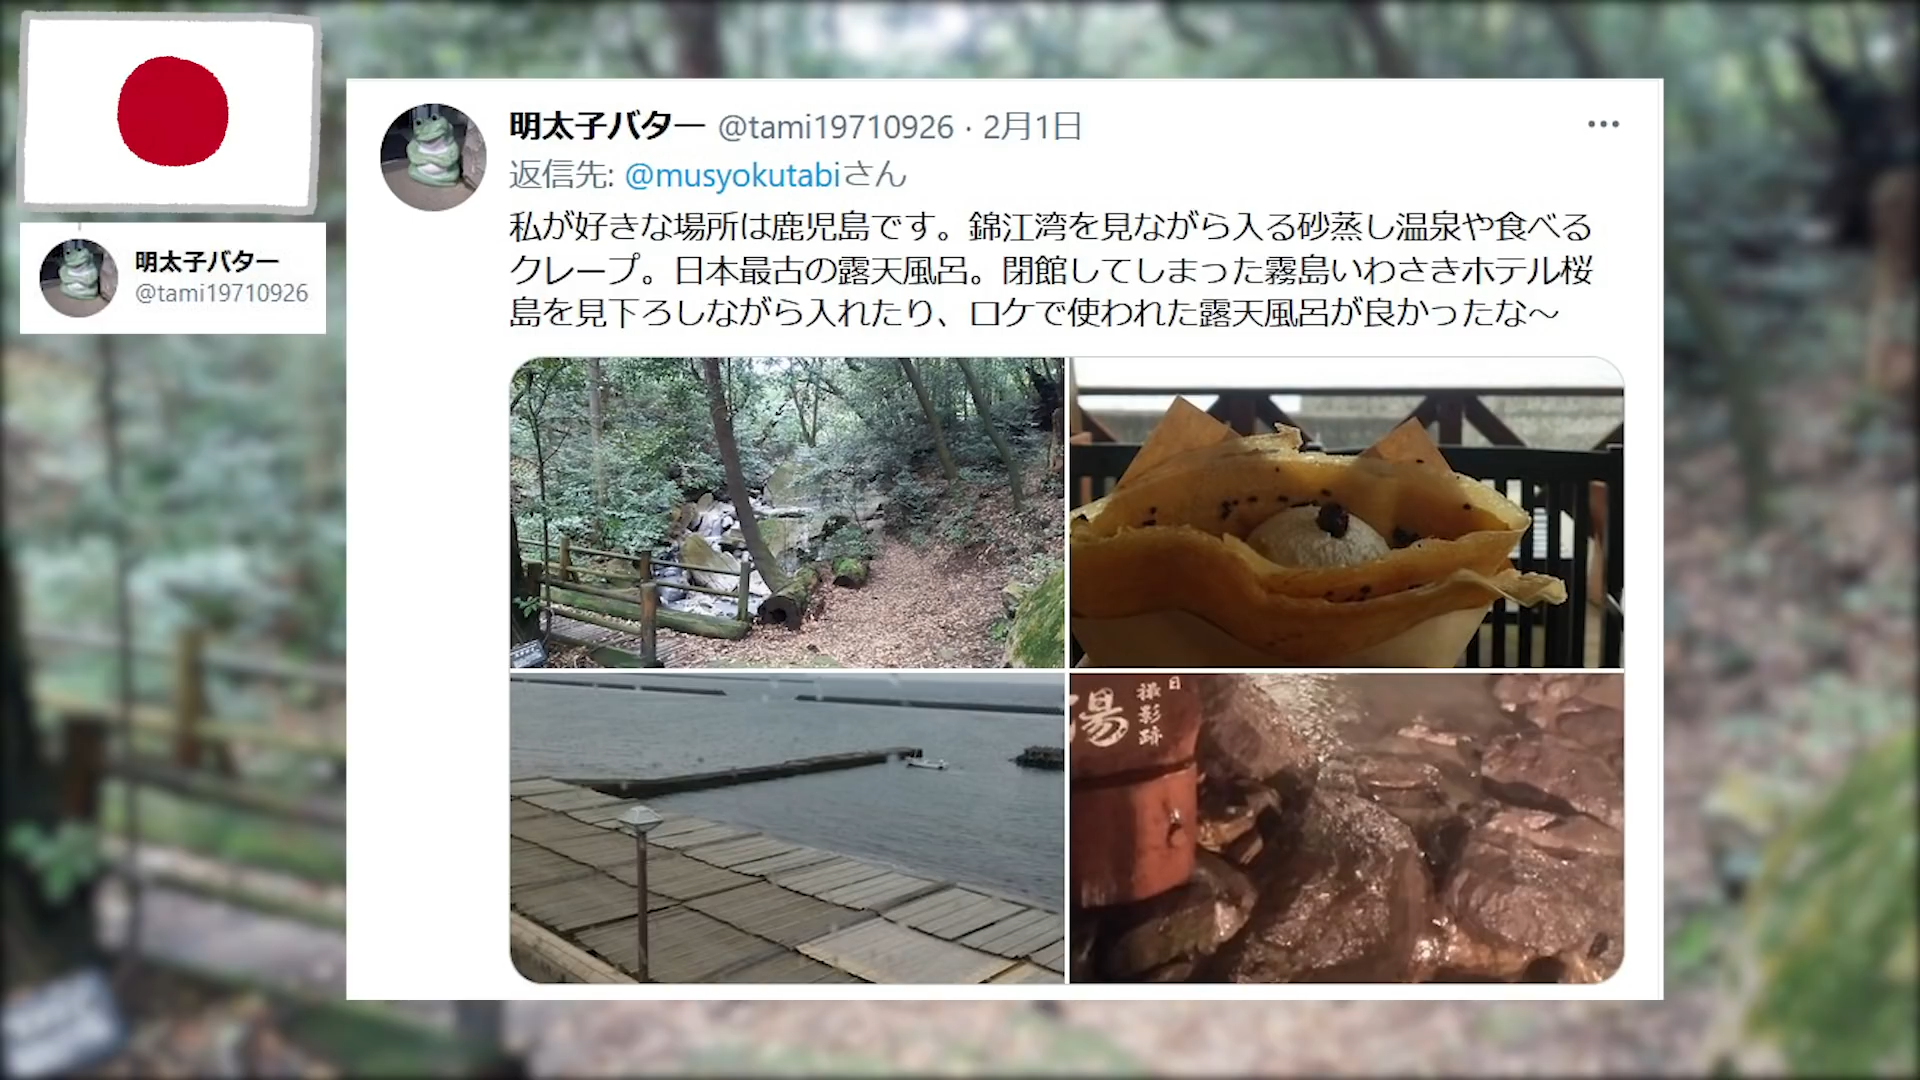 明太子バター
@tami19710926
明太子バター @tami19710926 · 2月1日
返信先: @musyokutabiさん
私が好きな場所は鹿児島です。錦江湾を見ながら入る砂蒸し温泉や食べる
クレープ。日本最古の露天風呂。閉館してしまった霧島いわさきホテル桜
島を見下ろしながら入れたり、ロケで使われた露天風呂が良かったな～
湯
日
撮影跡